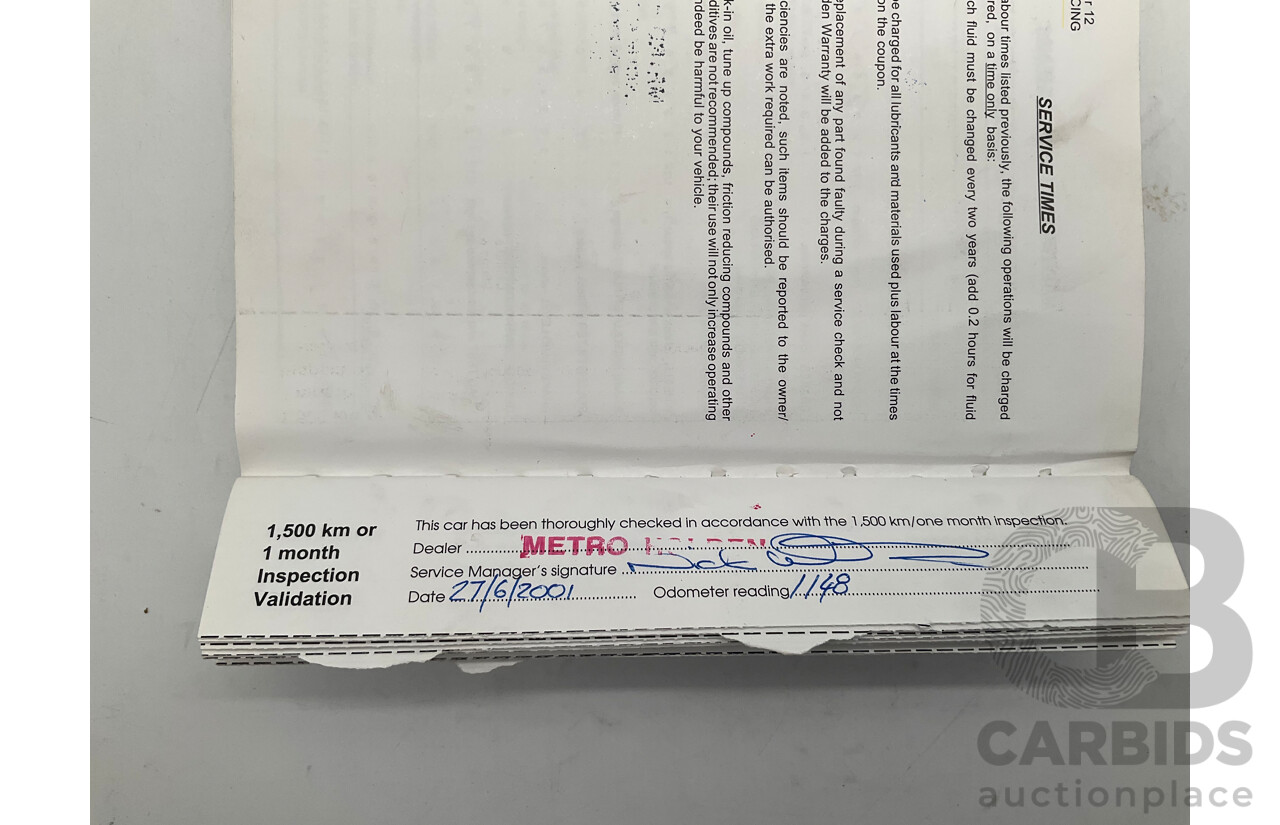 r 12
CING
SERVICE TIMES
abour times listed previously, the following operations will be charged
red, on a time only basis:
ch fluid must be changed every two years (add 0.2 hours for fluid
be charged for all lubricants and materials used plus labour at the times
on the coupon.
eplacement of any part found faulty during a service check and not
den Warranty will be added to the charges.
ciencies are noted, such items should be reported to the owner/
the extra work required can be authorised.
k-in oil, tune up compounds, friction reducing compounds and other
ditives are not recommended; their use will not only increase operating
ndeed be harmful to your vehicle.
1,500 km or
1 month
Inspection
Validation
This car has been thoroughly checked in accordance with the 1,500 km/one month inspection.
Dealer METRO HOLDEN
Service Manager's signature
Date 27/6/2001 Odometer reading 1148
CARBIDS
auctionplace